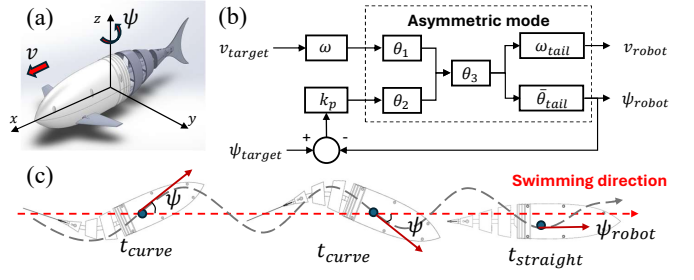 (a)
z
ψ
v
x
y
(b)
Asymmetric mode
v_target
ω
θ_1
θ_2
θ_3
ω_tail
v_robot
k_p
θ̄_tail
ψ_robot
+
-
ψ_target
(c)
Swimming direction
ψ
ψ
ψ_robot
t_curve
t_curve
t_straight